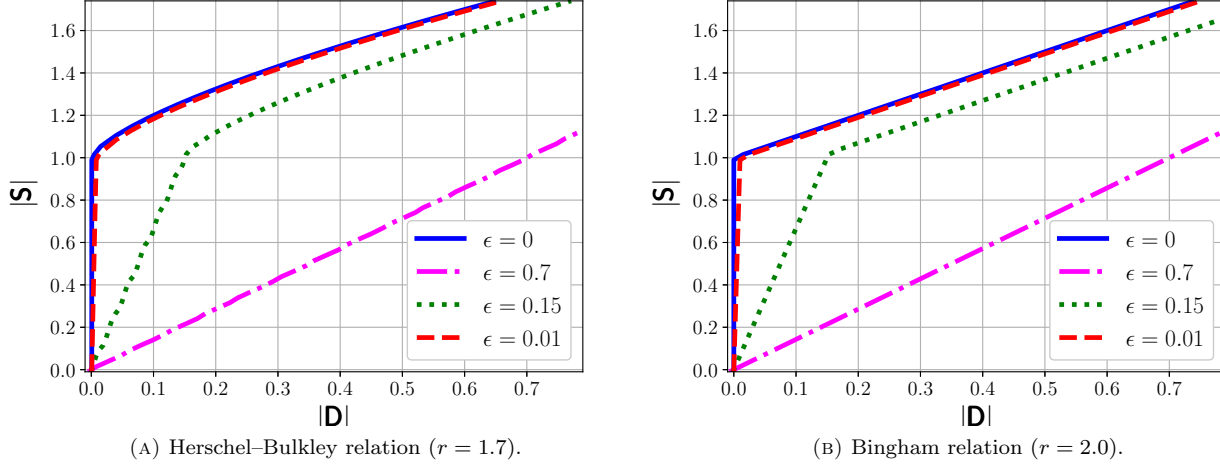 1.6
1.4
1.2
1.0
0.8
0.6
0.4
0.2
0.0
|S|
ϵ = 0
ϵ = 0.7
ϵ = 0.15
ϵ = 0.01
0.0 0.1 0.2 0.3 0.4 0.5 0.6 0.7
|D|
(A) Herschel–Bulkley relation (r = 1.7).
1.6
1.4
1.2
1.0
0.8
0.6
0.4
0.2
0.0
|S|
ϵ = 0
ϵ = 0.7
ϵ = 0.15
ϵ = 0.01
0.0 0.1 0.2 0.3 0.4 0.5 0.6 0.7
|D|
(B) Bingham relation (r = 2.0).